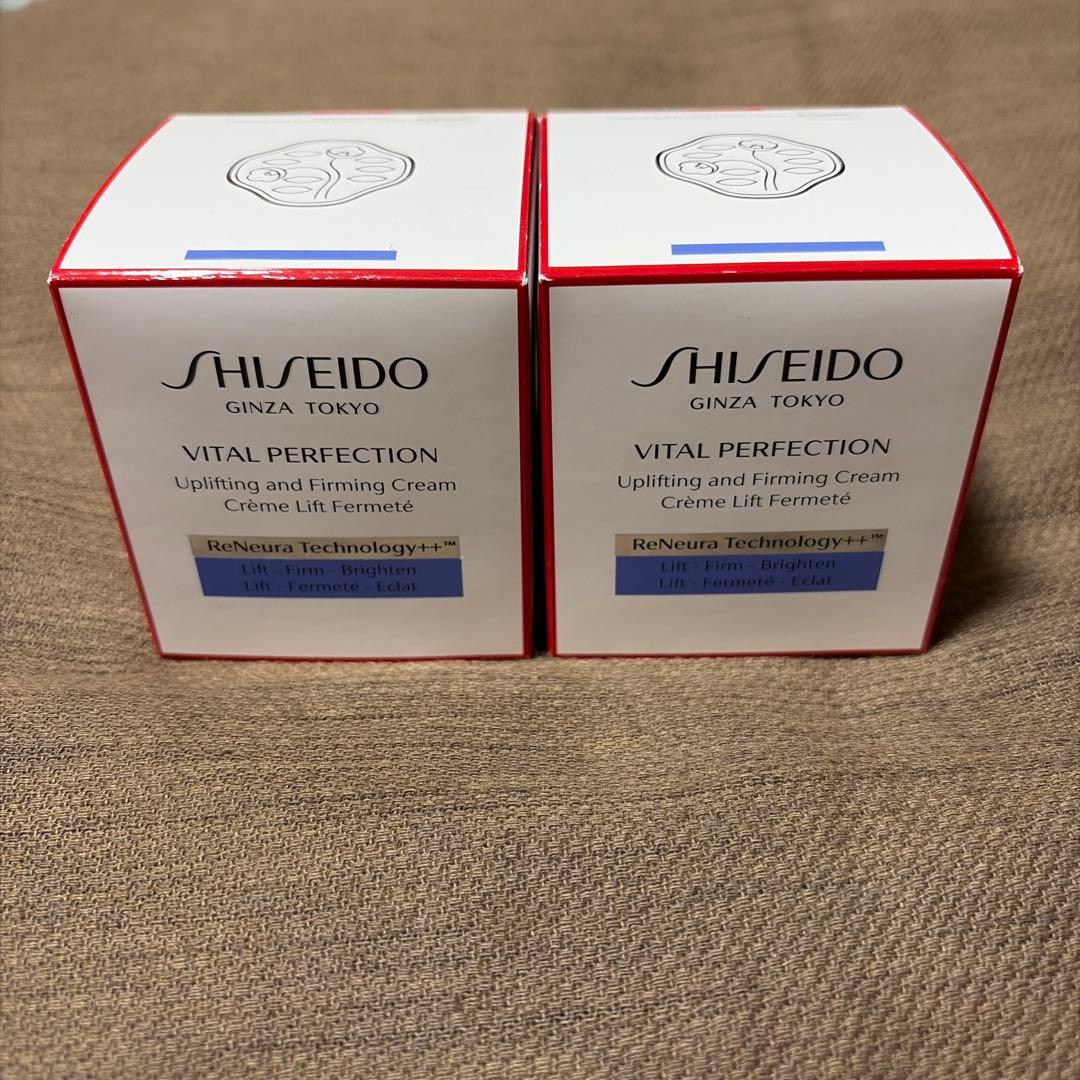 SHISEIDO
GINZA TOKYO
VITAL PERFECTION
Uplifting and Firming Cream
Crème Lift Fermeté
ReNeura Technology++™
Lift - Firm - Brighten
Lift - Fermeté - Eclat
SHISEIDO
GINZA TOKYO
VITAL PERFECTION
Uplifting and Firming Cream
Crème Lift Fermeté
ReNeura Technology++™
Lift - Firm - Brighten
Lift - Fermeté - Eclat